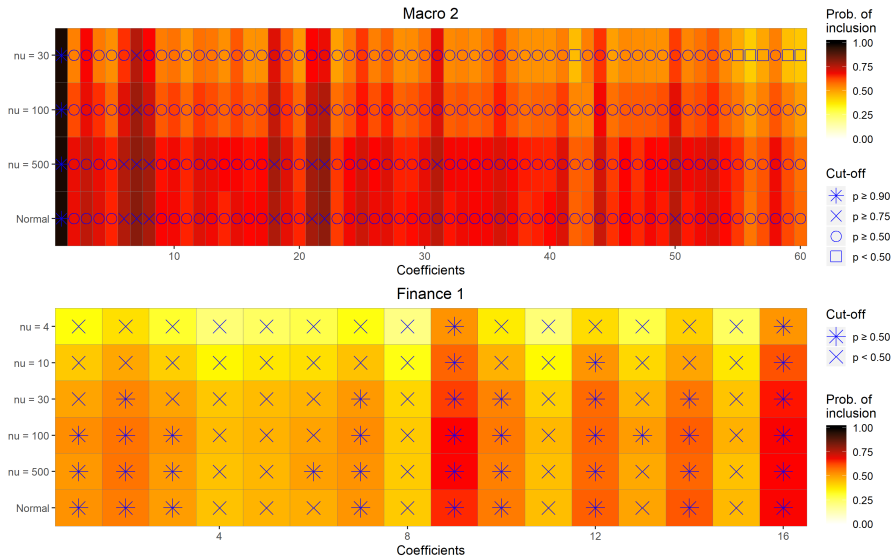 Macro 2
nu = 30
nu = 100
nu = 500
Normal
10
20
30
40
50
60
Coefficients
Prob. of
inclusion
1.00
0.75
0.50
0.25
0.00
Cut-off
p ≥ 0.90
p ≥ 0.75
p ≥ 0.50
p < 0.50
Finance 1
nu = 4
nu = 10
nu = 30
nu = 100
nu = 500
Normal
4
8
12
16
Coefficients
Cut-off
p ≥ 0.50
p < 0.50
Prob. of
inclusion
1.00
0.75
0.50
0.25
0.00